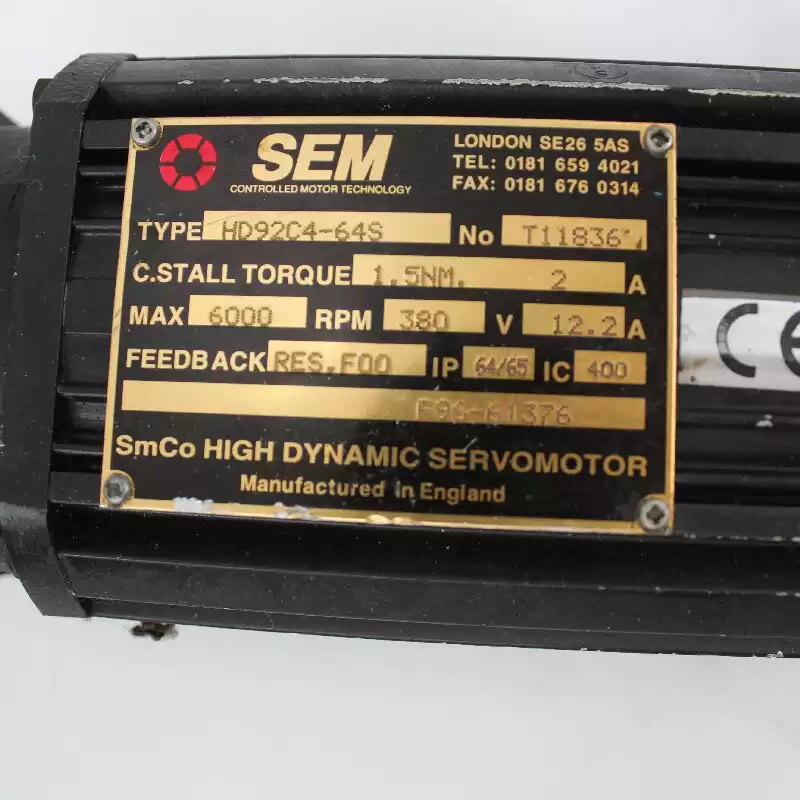 SEM
CONTROLLED MOTOR TECHNOLOGY
LONDON SE26 5AS
TEL: 0181 659 4021
FAX: 0181 676 0314
TYPE HD92C4-64S No
C.STALL TORQUE 1.5NM. 2 A
MAX 6000 RPM 380 V 12.2 A
FEEDBACK RES.F00 IP 64/65 IC 400
F90-61376
SmCo HIGH DYNAMIC SERVOMOTOR
Manufactured in England
CE